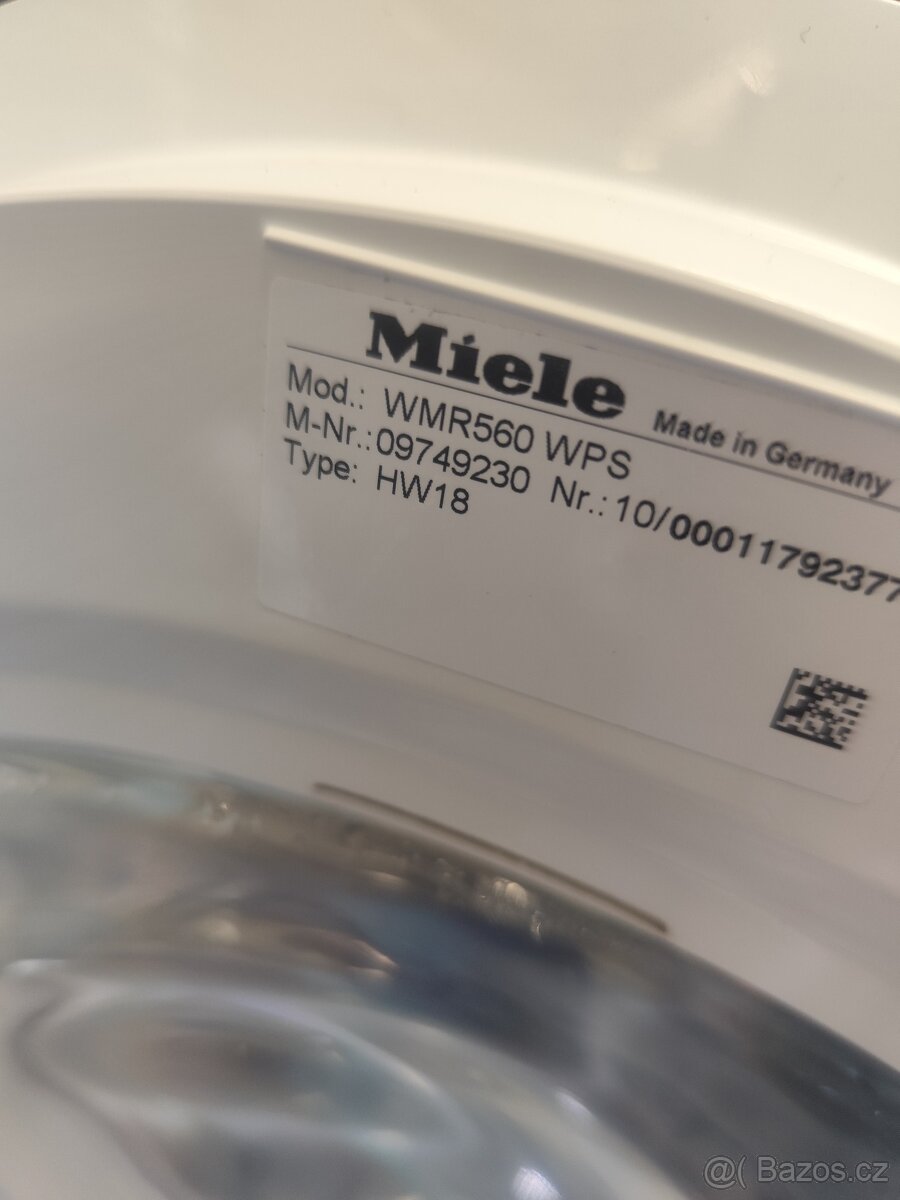 Miele
Made in Germany
Mod.: WMR560 WPS
M-Nr.:09749230 Nr.: 10/00011792377
Type: HW18
@( Bazos.cz